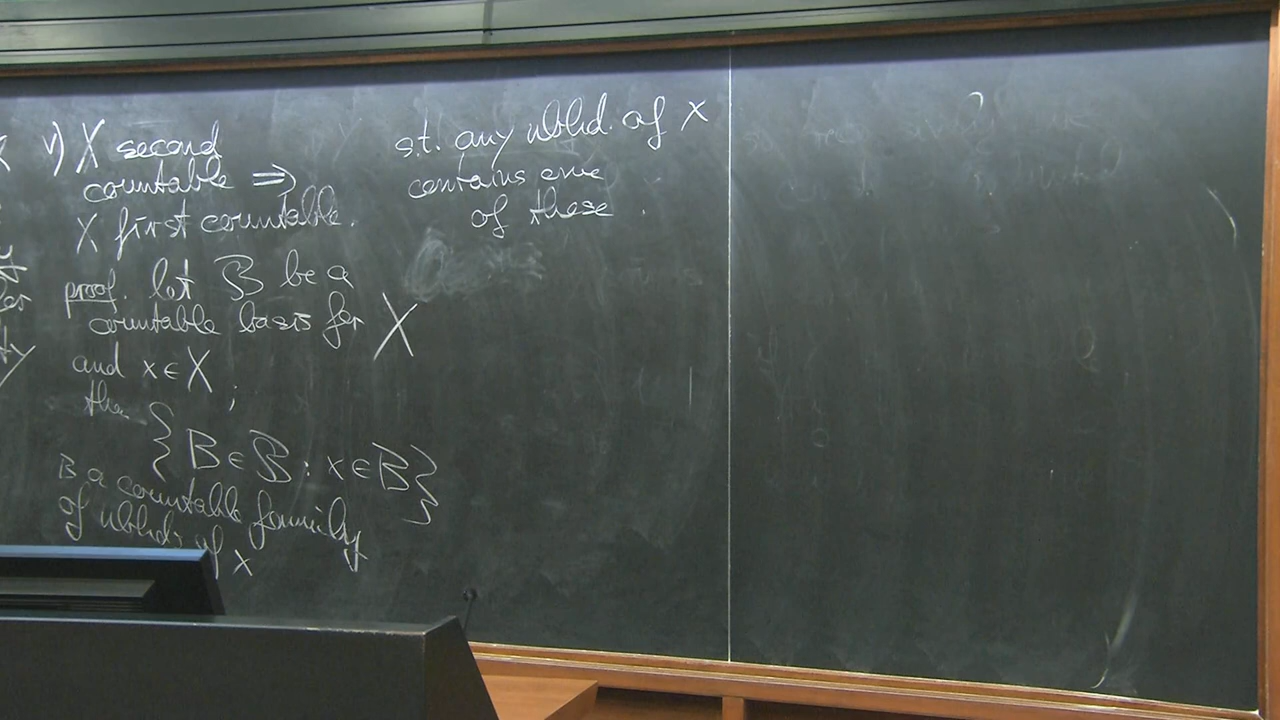 v) X second
countable ⇒
X first countable.
proof. let ℬ be a
countable basis for X
and x ∈ X ;
then
{ B ∈ ℬ : x ∈ B }
is a countable family
of nbhds of x
s.t. any nbhd. of x
contains one
of these.